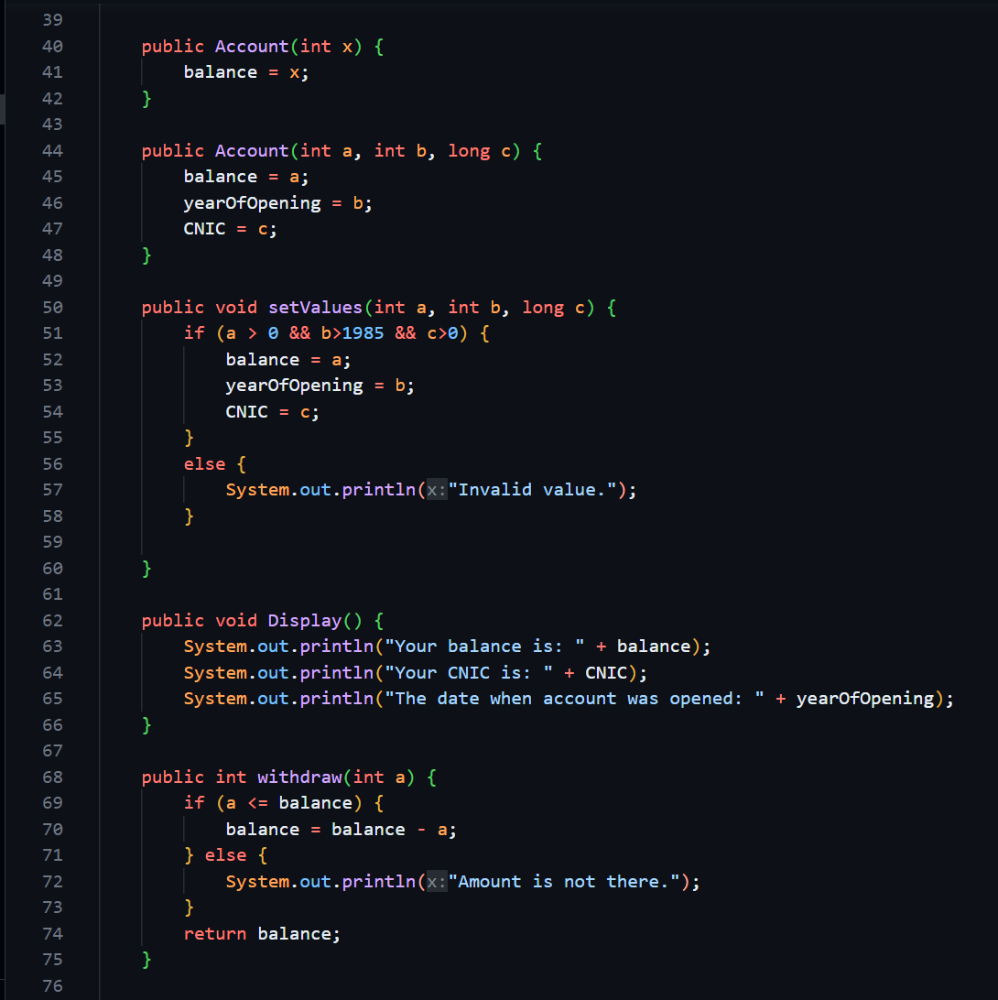 39
40 public Account(int x) {
41 balance = x;
42 }
43
44 public Account(int a, int b, long c) {
45 balance = a;
46 yearOfOpening = b;
47 CNIC = c;
48 }
49
50 public void setValues(int a, int b, long c) {
51 if (a > 0 && b>1985 && c>0) {
52 balance = a;
53 yearOfOpening = b;
54 CNIC = c;
55 }
56 else {
57 System.out.println(x:"Invalid value.");
58 }
59
60 }
61
62 public void Display() {
63 System.out.println("Your balance is: " + balance);
64 System.out.println("Your CNIC is: " + CNIC);
65 System.out.println("The date when account was opened: " + yearOfOpening);
66 }
67
68 public int withdraw(int a) {
69 if (a <= balance) {
70 balance = balance - a;
71 } else {
72 System.out.println(x:"Amount is not there.");
73 }
74 return balance;
75 }
76